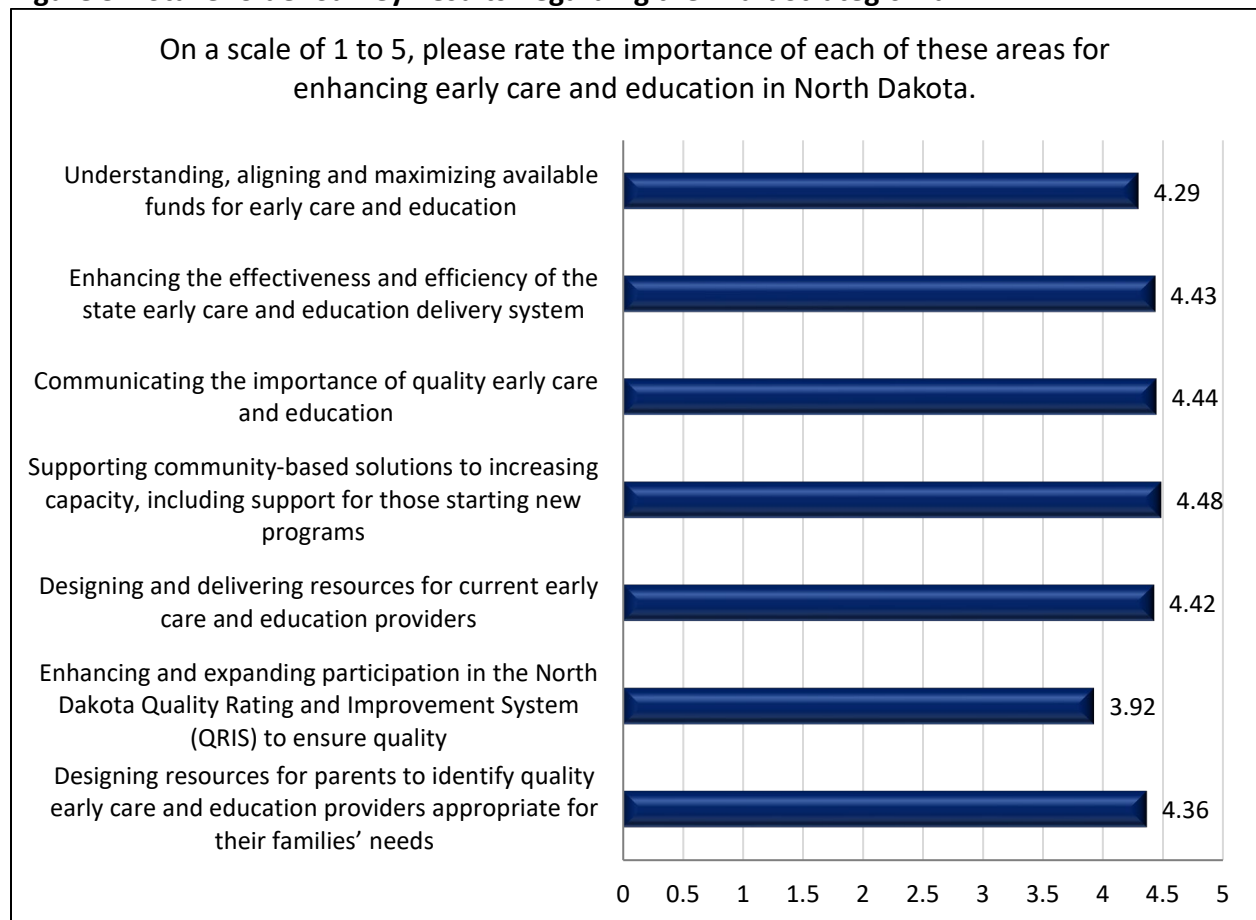 On a scale of 1 to 5, please rate the importance of each of these areas for
enhancing early care and education in North Dakota.
Understanding, aligning and maximizing available
funds for early care and education
4.29
Enhancing the effectiveness and efficiency of the
state early care and education delivery system
4.43
Communicating the importance of quality early care
and education
4.44
Supporting community-based solutions to increasing
capacity, including support for those starting new
programs
4.48
Designing and delivering resources for current early
care and education providers
4.42
Enhancing and expanding participation in the North
Dakota Quality Rating and Improvement System
(QRIS) to ensure quality
3.92
Designing resources for parents to identify quality
early care and education providers appropriate for
their families’ needs
4.36
0 0.5 1 1.5 2 2.5 3 3.5 4 4.5 5